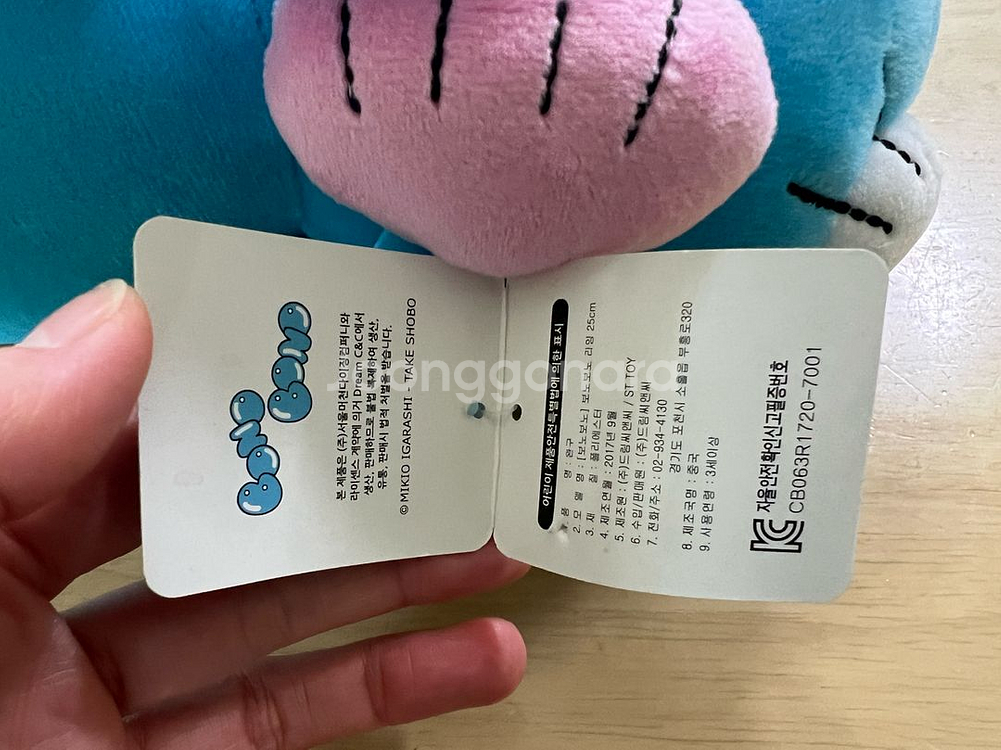 BONO BONO
본 제품은 (주)서울머천다이징컴퍼니와
라이센스 계약에 의거 Dream C&C에서
생산, 판매하므로 불법 복제하여 생산,
유통, 판매시 법적 처벌을 받습니다.
© MIKIO IGARASHI - TAKE SHOBO
어린이 제품안전특별법에 의한 표시
1. 품 명 : 완구
2. 모 델 명 : [보노보노] 보노보노 라잉 25cm
3. 재 질 : 폴리에스터
4. 제조연월 : 2017년 9월
5. 제조원 : (주)드림씨앤씨 / ST TOY
6. 수입/판매원 : (주)드림씨앤씨
7. 전화/주소 : 02-934-4130
경기도 포천시 소흘읍 부흥로320
8. 제조국명 : 중국
9. 사용연령 : 3세이상
자율안전확인신고필증번호
CB063R1720-7001
joonggonara